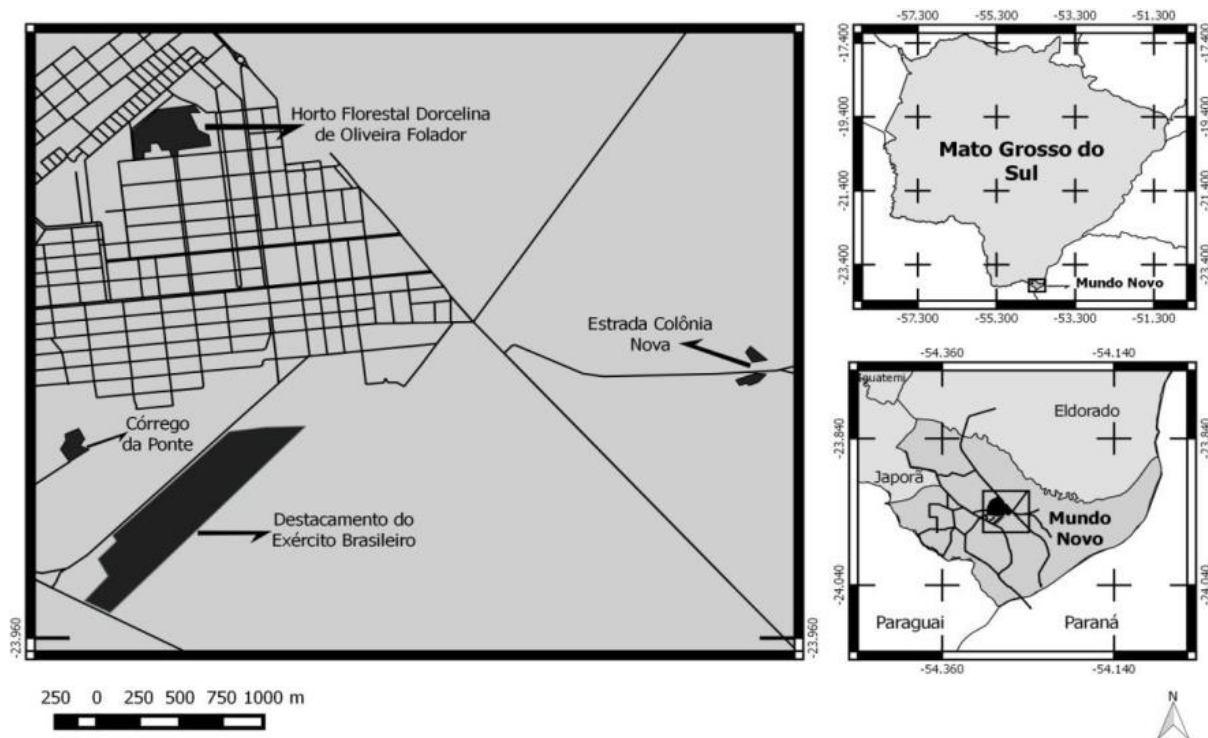 Horto Florestal Dorcelina
de Oliveira Folador
Estrada Colônia
Nova
Córrego
da Ponte
Destacamento do
Exército Brasileiro
-23.960
-23.960
250 0 250 500 750 1000 m
-57.300 -55.300 -53.300 -51.300
-17.400
-19.400
-21.400
-23.400
Mato Grosso do
Sul
Mundo Novo
-17.400
-19.400
-21.400
-23.400
-57.300 -55.300 -53.300 -51.300
-54.360 -54.140
-23.840
-24.040
Eldorado
Japorã
Mundo
Novo
Paraguai
Paraná
-23.840
-24.040
-54.360 -54.140
N